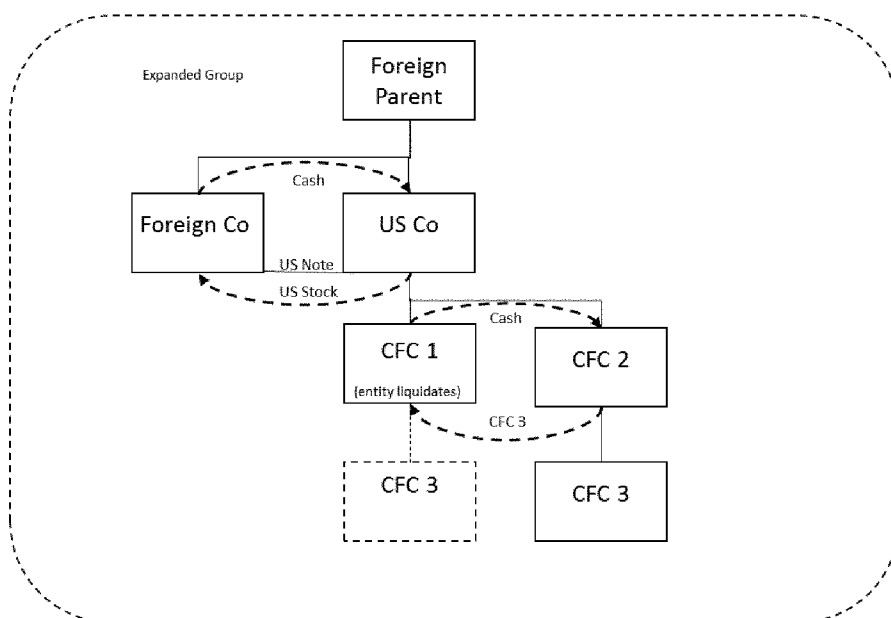 Expanded Group
Foreign
Parent
Cash
Foreign Co
US Co
US Note
US Stock
Cash
CFC 1
(entity liquidates)
CFC 2
CFC 3
CFC 3
CFC 3